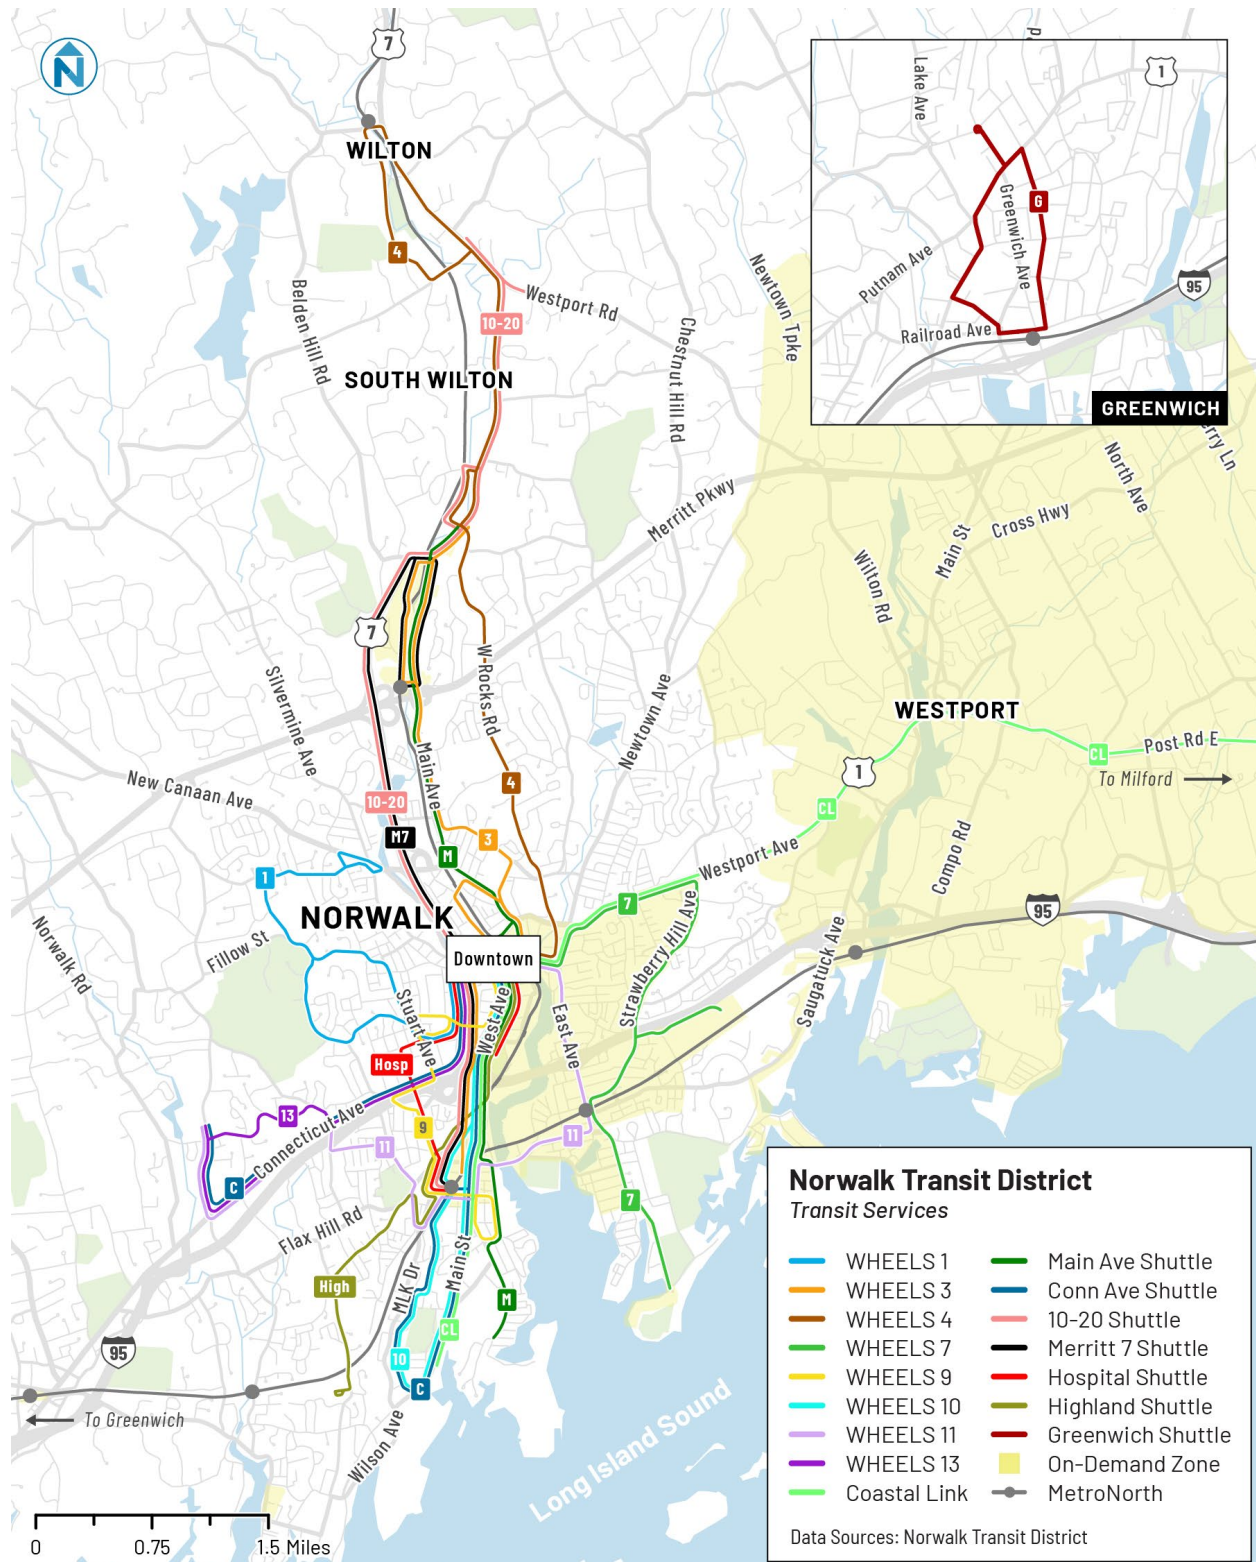 7
N
WILTON
4
Westport Rd
10-20
Belden Hill Rd
SOUTH WILTON
Chestnut Hill Rd
Newtown Tpke
Lake Ave
1
G
Greenwich Ave
Putnam Ave
95
Railroad Ave
GREENWICH
erry Ln
North Ave
Merritt Pkwy
Cross Hwy
Main St
Wilton Rd
7
W Rocks Rd
Silvermine Ave
Newtown Ave
WESTPORT
Post Rd E
CL
To Milford
1
CL
New Canaan Ave
Main Ave
10-20
4
M7
3
M
Westport Ave
Compo Rd
1
7
95
NORWALK
Norwalk Rd
Fillow St
Downtown
Strawberry Hill Ave
Saugatuck Ave
Stuart Ave
West Ave
East Ave
Hosp
13
Connecticut Ave
9
11
11
C
7
Flax Hill Rd
High
MLK Dr
Main St
M
CL
10
C
95
To Greenwich
Wilson Ave
Long Island Sound
0
0.75
1.5 Miles
Norwalk Transit District
Transit Services
WHEELS 1
WHEELS 3
WHEELS 4
WHEELS 7
WHEELS 9
WHEELS 10
WHEELS 11
WHEELS 13
Coastal Link
Main Ave Shuttle
Conn Ave Shuttle
10-20 Shuttle
Merritt 7 Shuttle
Hospital Shuttle
Highland Shuttle
Greenwich Shuttle
On-Demand Zone
MetroNorth
Data Sources: Norwalk Transit District